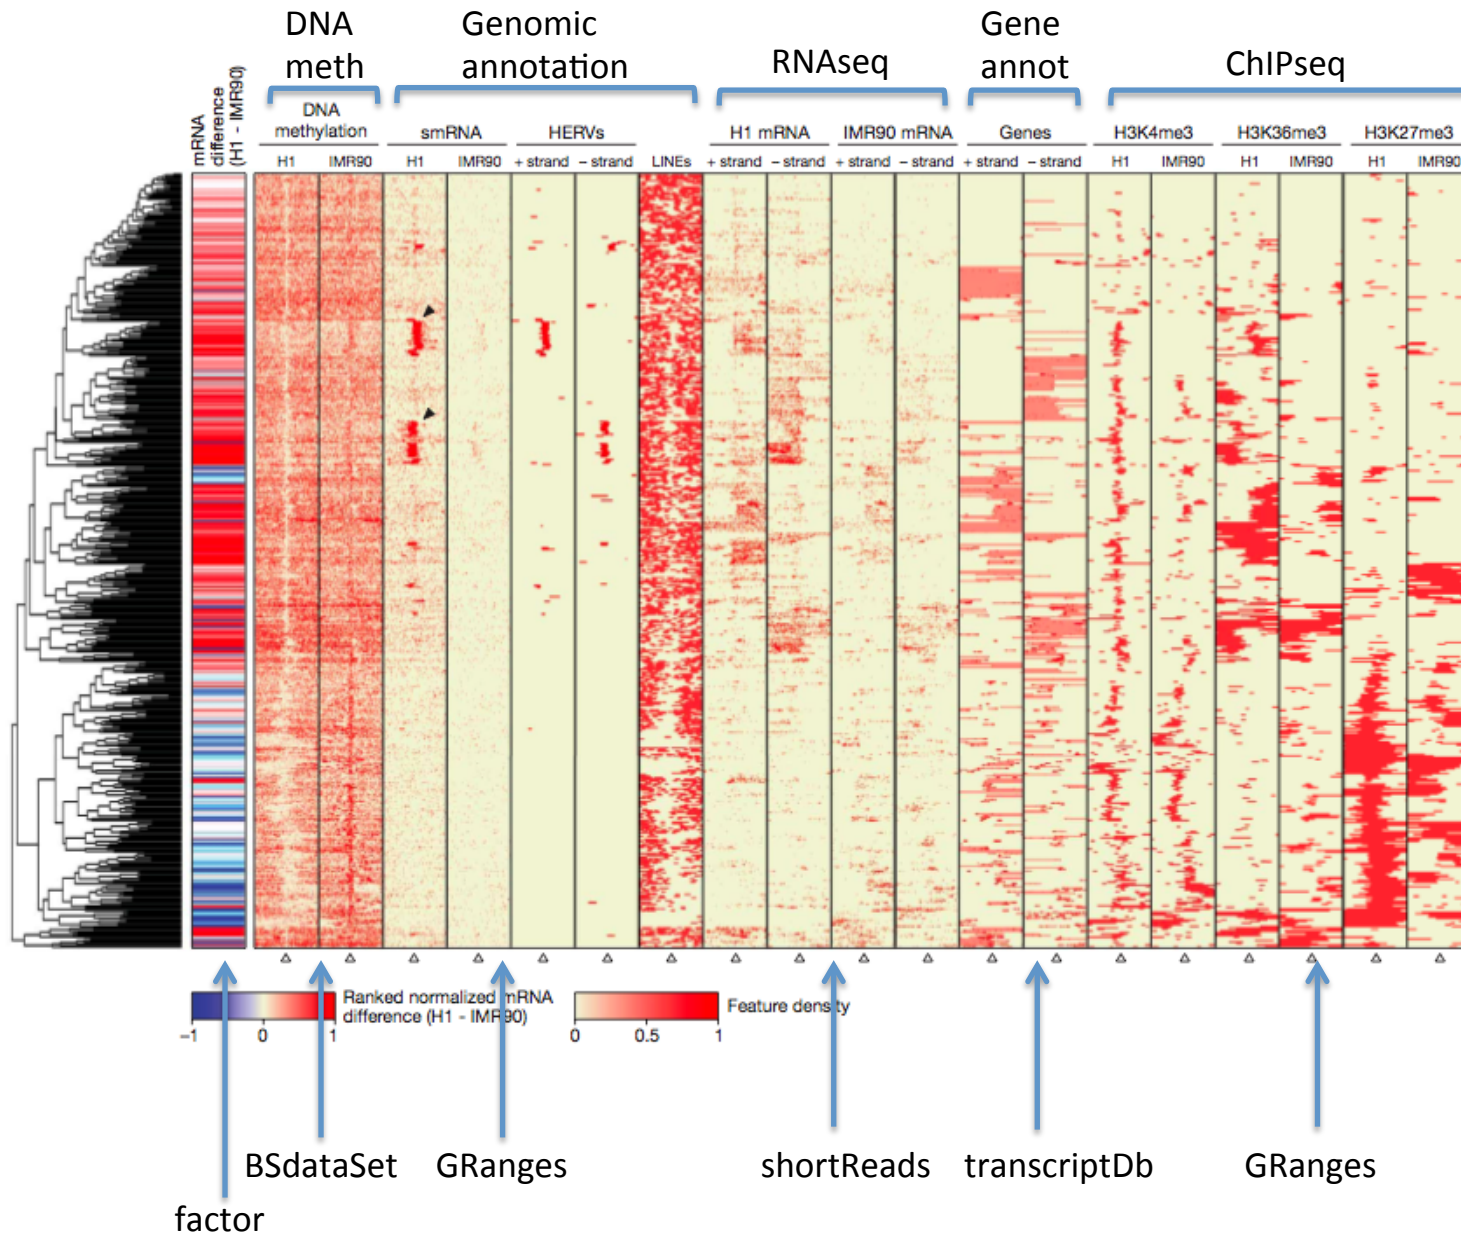 DNA
meth
Genomic
annotation
RNAseq
Gene
annot
ChIPseq
mRNA
difference
(H1 - IMR90)
DNA
methylation
smRNA
HERVs
H1 mRNA
IMR90 mRNA
Genes
H3K4me3
H3K36me3
H3K27me3
H1
IMR90
H1
IMR90
+ strand
– strand
LINEs
+ strand
– strand
+ strand
– strand
+ strand
– strand
H1
IMR90
H1
IMR90
H1
IMR90
Ranked normalized mRNA
difference (H1 - IMR90)
−1
0
1
Feature density
0
0.5
1
BSdataSet
GRanges
shortReads
transcriptDb
GRanges
factor